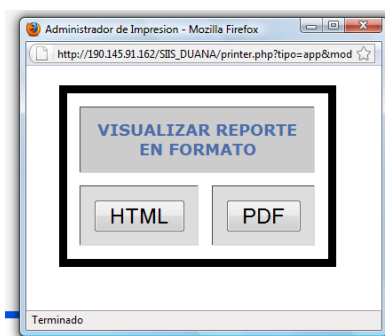 Administrador de Impresion - Mozilla Firefox
http://190.145.91.162/SIIS_DUANA/printer.php?tipo=app&mod
VISUALIZAR REPORTE
EN FORMATO
HTML PDF
Terminado